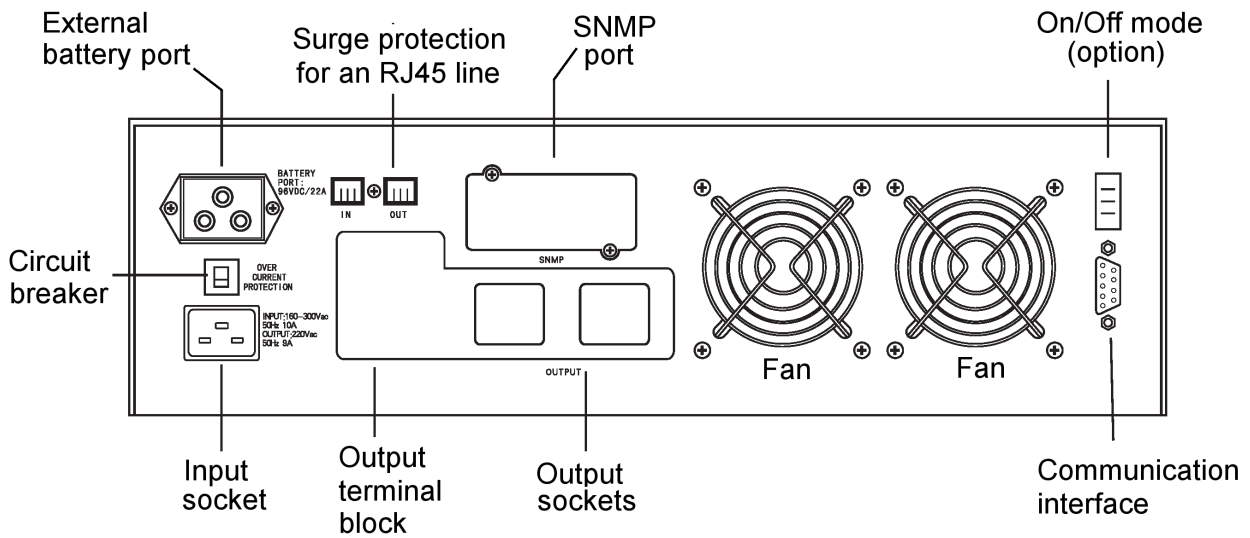 External
battery port
Surge protection
for an RJ45 line
SNMP
port
On/Off mode
(option)
BATTERY
PORT:
96VDC/22A
IN
OUT
SNMP
Circuit
breaker
OVER
CURRENT
PROTECTION
INPUT:160-300Vac
50Hz 10A
OUTPUT:220Vac
50Hz 9A
OUTPUT
Fan
Fan
Input
socket
Output
terminal
block
Output
sockets
Communication
interface